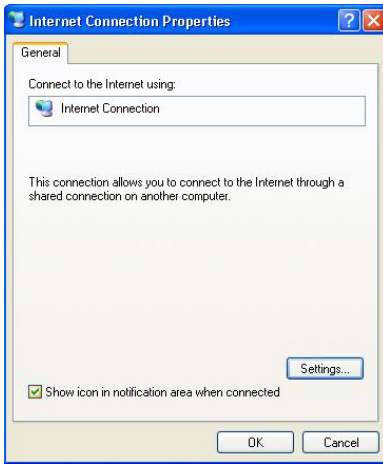 Internet Connection Properties
General
Connect to the Internet using:
Internet Connection
This connection allows you to connect to the Internet through a
shared connection on another computer.
Settings...
Show icon in notification area when connected
OK
Cancel